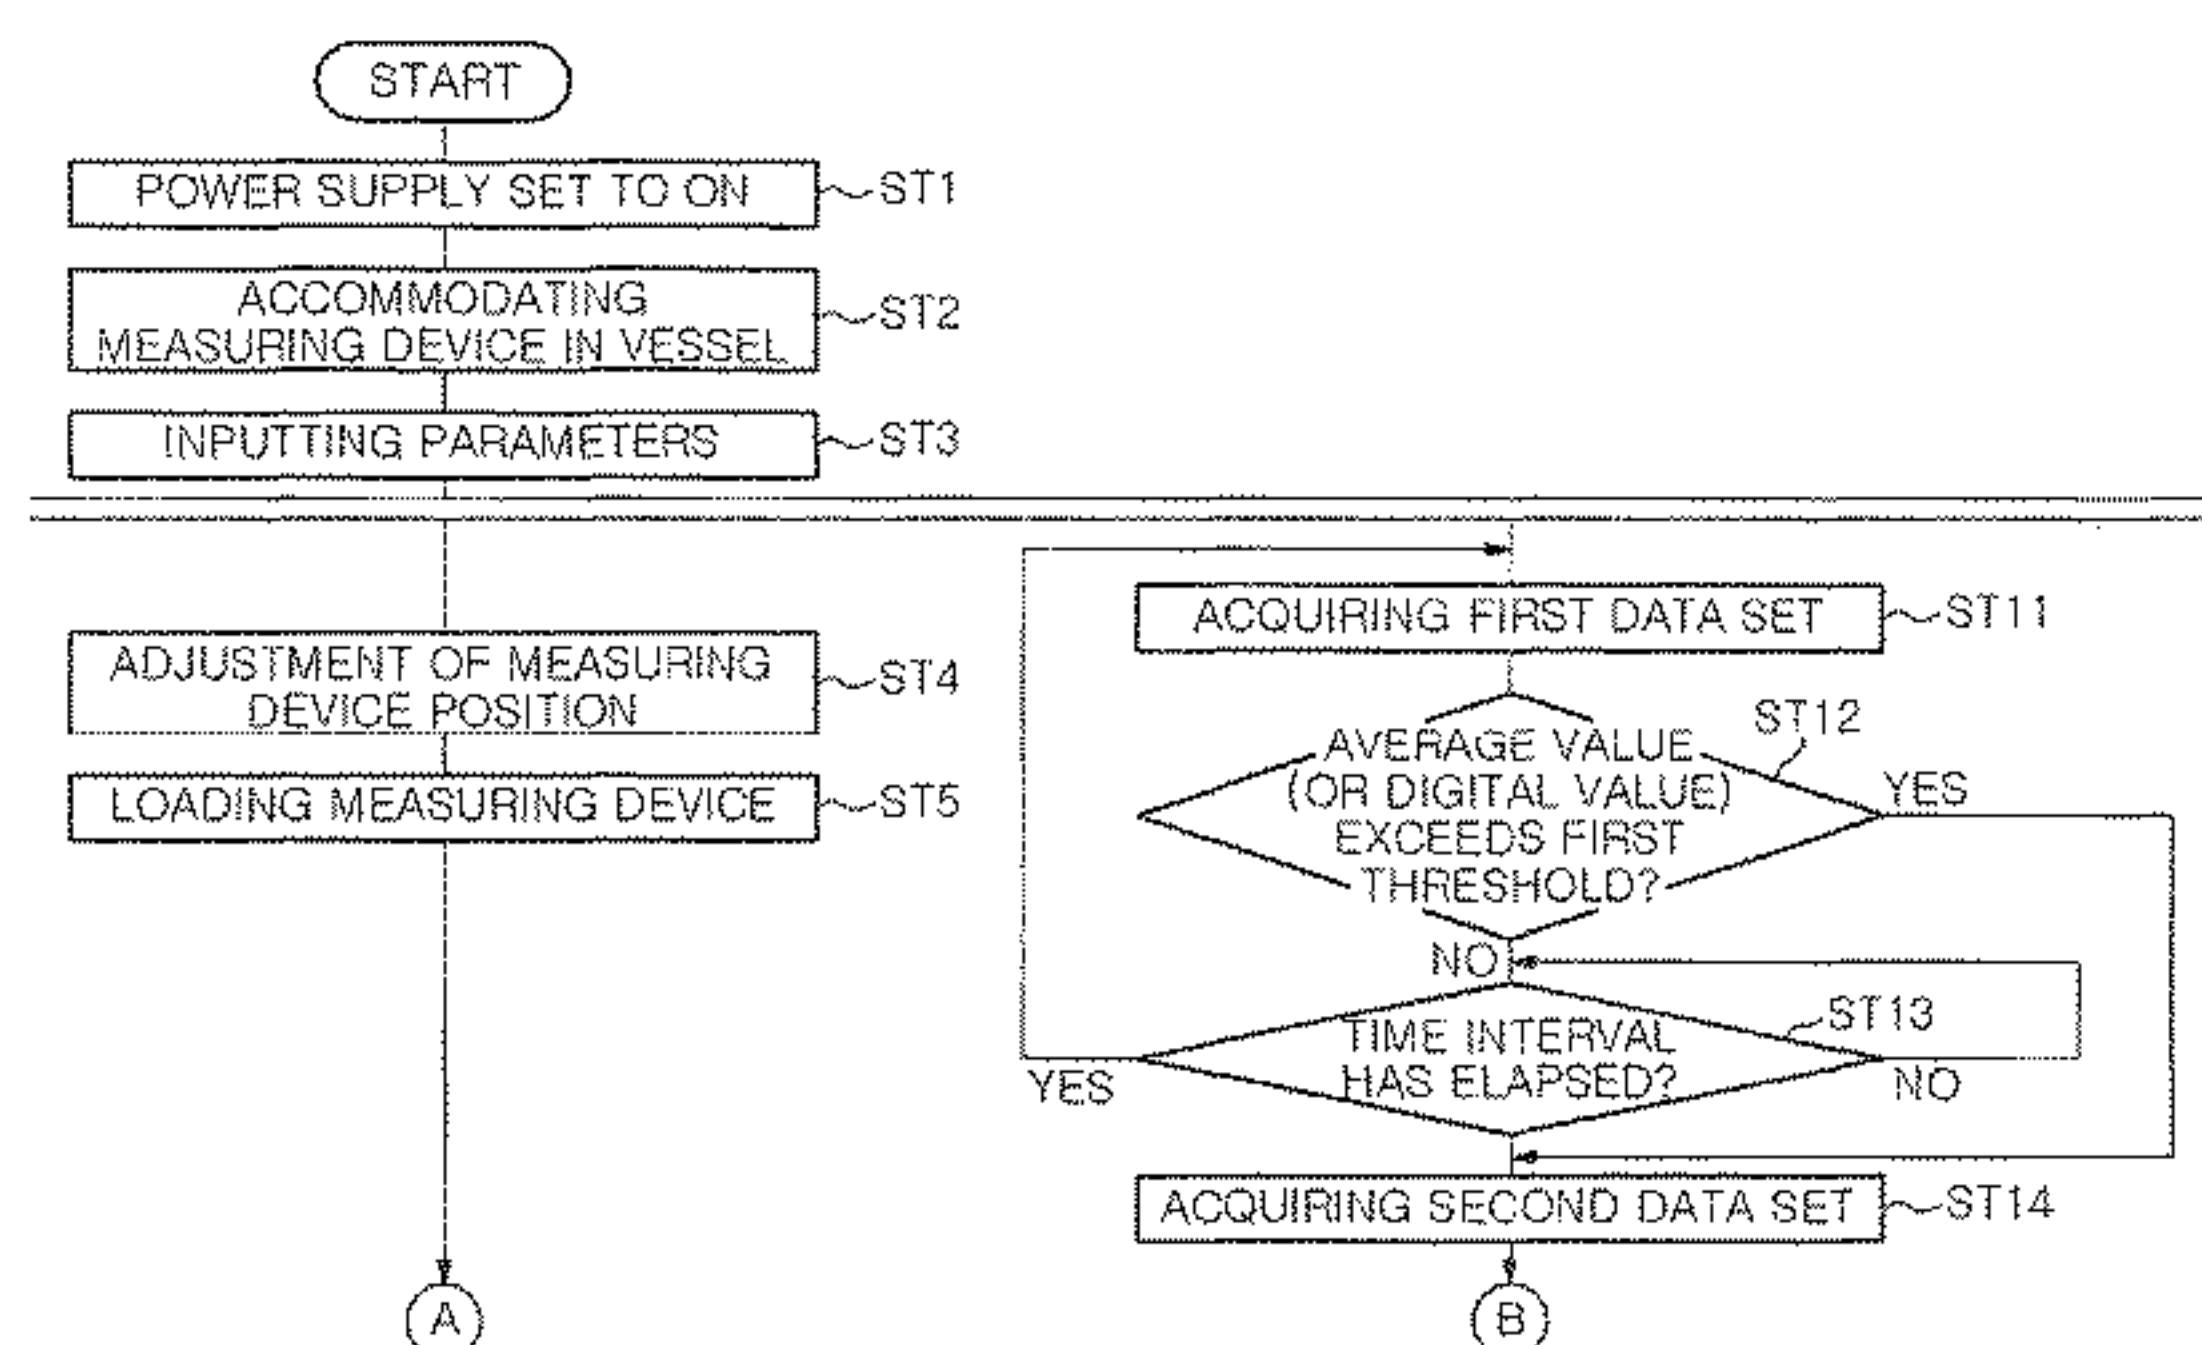 START
POWER SUPPLY SET TO ON
ST1
ACCOMMODATING
MEASURING DEVICE IN VESSEL
ST2
INPUTTING PARAMETERS
ST3
ADJUSTMENT OF MEASURING
DEVICE POSITION
ST4
LOADING MEASURING DEVICE
ST5
A
ACQUIRING FIRST DATA SET
ST11
AVERAGE VALUE
(OR DIGITAL VALUE)
EXCEEDS FIRST
THRESHOLD?
ST12
YES
NO
TIME INTERVAL
HAS ELAPSED?
ST13
YES
NO
ACQUIRING SECOND DATA SET
ST14
B